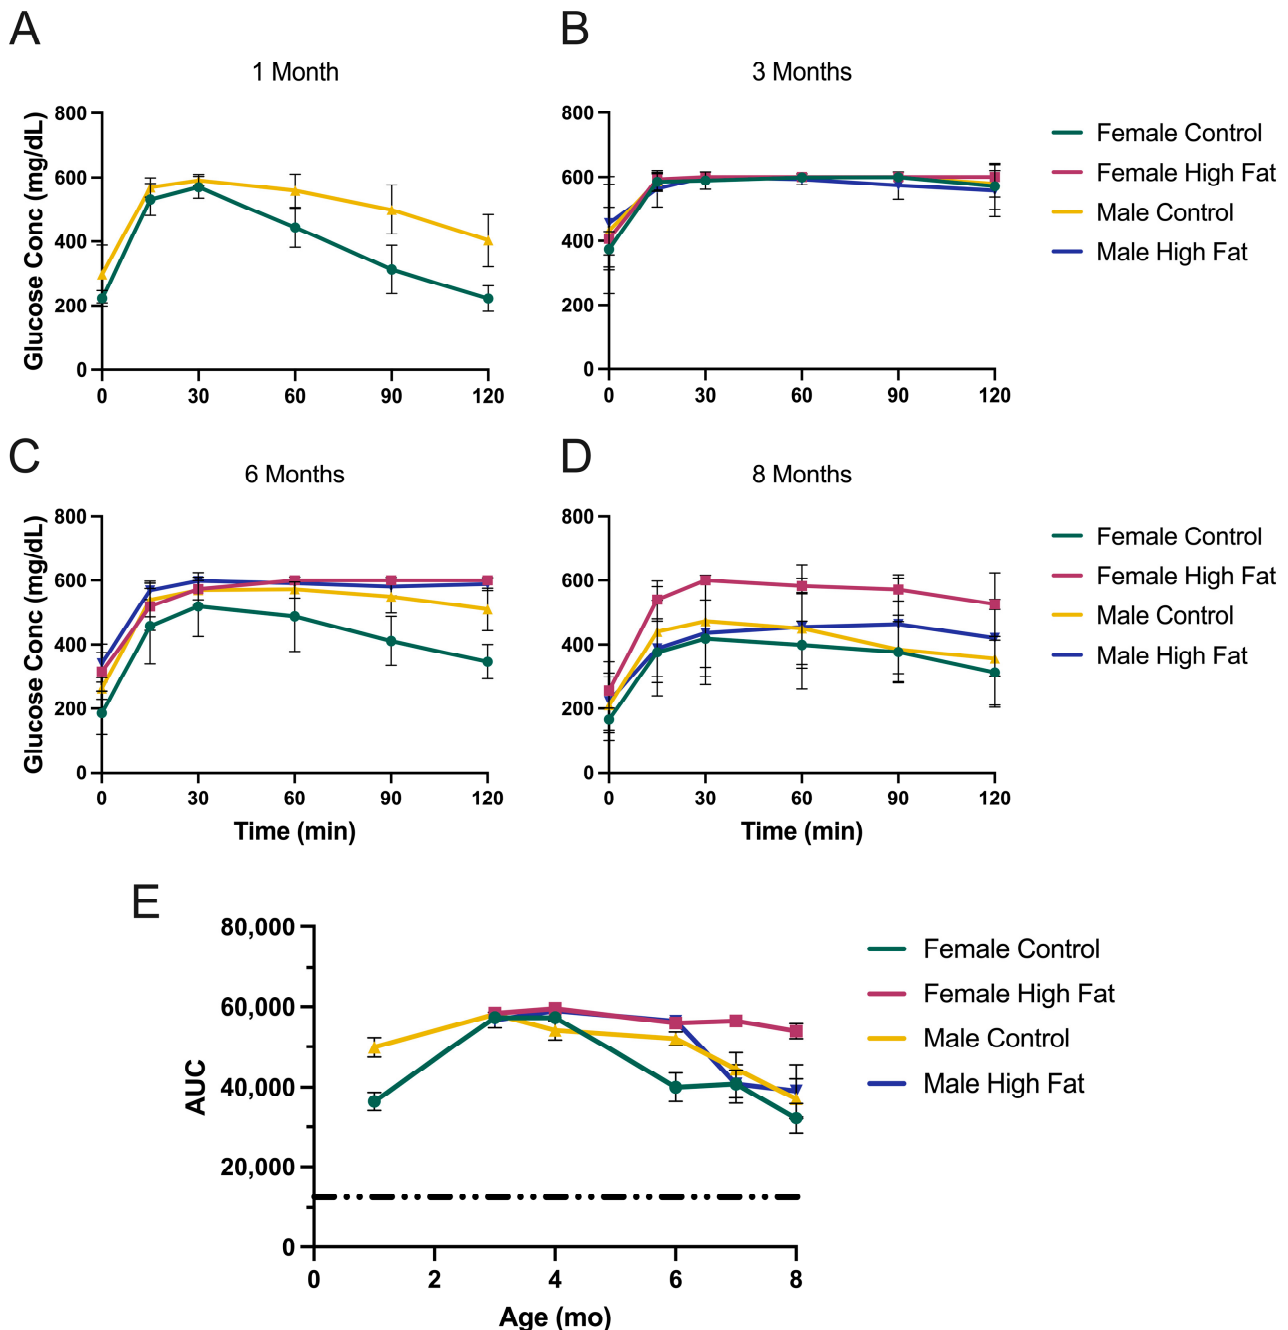 A
B
1 Month
3 Months
Glucose Conc (mg/dL)
800
600
400
200
0
0 30 60 90 120
800
600
400
200
0
0 30 60 90 120
Female Control
Female High Fat
Male Control
Male High Fat
C
D
6 Months
8 Months
Glucose Conc (mg/dL)
800
600
400
200
0
0 30 60 90 120
Time (min)
800
600
400
200
0
0 30 60 90 120
Time (min)
Female Control
Female High Fat
Male Control
Male High Fat
E
AUC
80,000
60,000
40,000
20,000
0
0 2 4 6 8
Age (mo)
Female Control
Female High Fat
Male Control
Male High Fat